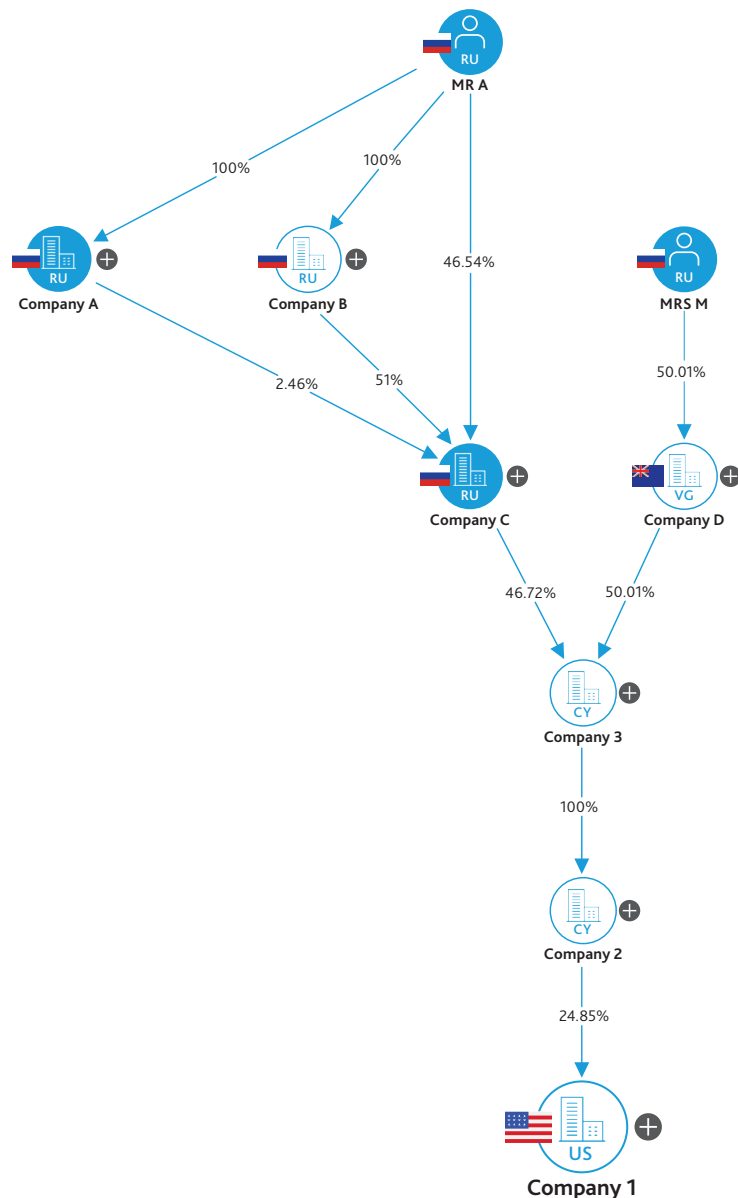 RU
MR A
100%
100%
46.54%
RU
Company A
RU
Company B
RU
MRS M
2.46%
51%
50.01%
RU
Company C
VG
Company D
46.72%
50.01%
CY
Company 3
100%
CY
Company 2
24.85%
US
Company 1